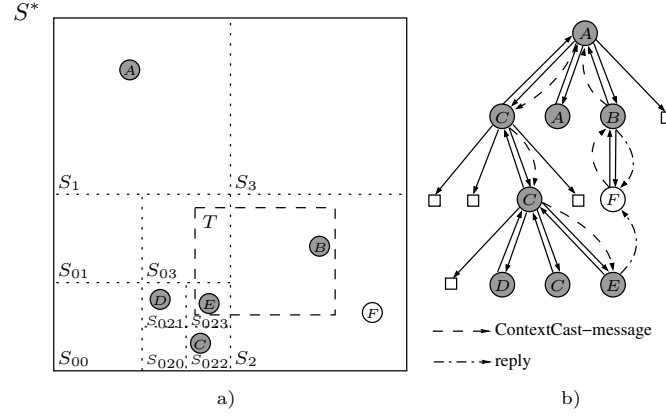 S*
A
S₁
S₃
T
B
S₀₁
S₀₃
D
E
F
S₀₂₁
S₀₂₃
C
S₀₀
S₀₂₀
S₀₂₂
S₂
a)
A
C
A
B
C
F
D
C
E
ContextCast−message
reply
b)